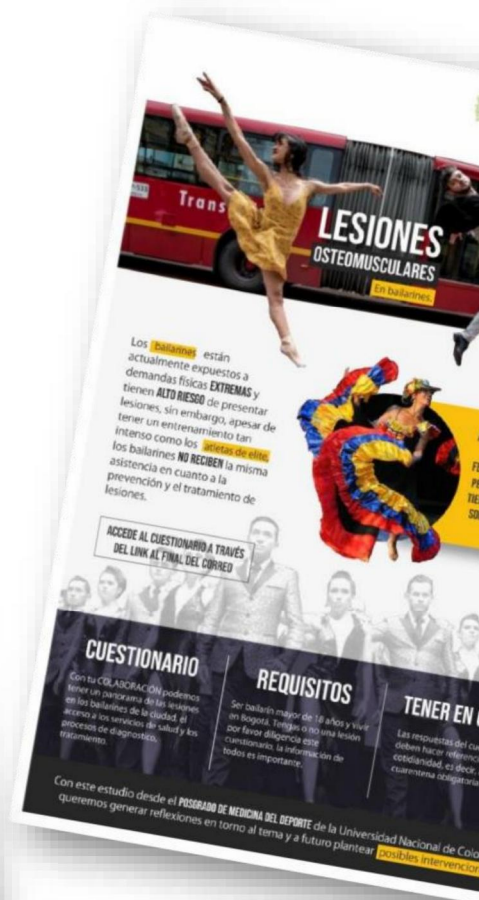 Trans
LESIONES
OSTEOMUSCULARES
En bailarines.
Los bailarines están
actualmente expuestos a
demandas físicas EXTREMAS y
tienen ALTO RIESGO de presentar
lesiones, sin embargo, apesar de
tener un entrenamiento tan
intenso como los atletas de elite,
los bailarines NO RECIBEN la misma
asistencia en cuanto a la
prevención y el tratamiento de
lesiones.
ACCEDE AL CUESTIONARIO A TRAVÉS
DEL LINK AL FINAL DEL CORREO
CUESTIONARIO
Con tu COLABORACIÓN podemos
tener un panorama de las lesiones
en los bailarines de la ciudad, el
acceso a los servicios de salud y los
procesos de diagnostico,
tratamiento.
REQUISITOS
Ser bailarín mayor de 18 años y vivir
en Bogotá. Tengas o no una lesión
por favor diligencia este
cuestionario, la información de
todos es importante.
TENER EN
Las respuestas del
deben hacer
cotidianidad, es decir,
cuarentena
Con este estudio desde el POSGRADO DE MEDICINA DEL DEPORTE de la Universidad Nacional de
queremos generar reflexiones en torno al tema y a futuro plantear posibles